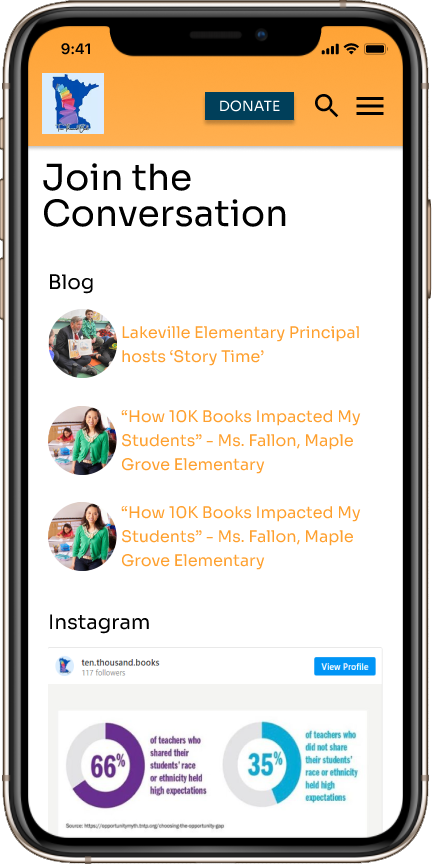 9:41
DONATE
Join the
Conversation
Blog
Lakeville Elementary Principal
hosts ‘Story Time’
“How 10K Books Impacted My
Students” - Ms. Fallon, Maple
Grove Elementary
“How 10K Books Impacted My
Students” - Ms. Fallon, Maple
Grove Elementary
Instagram
ten.thousand.books
117 followers
View Profile
66%
of teachers who
shared their
students' race
or ethnicity held
high expectations
35%
of teachers who
did not share
their students'
race or ethnicity
held high
expectations
Source: https://opportunitymyth.tntp.org/choosing-the-opportunity-gap